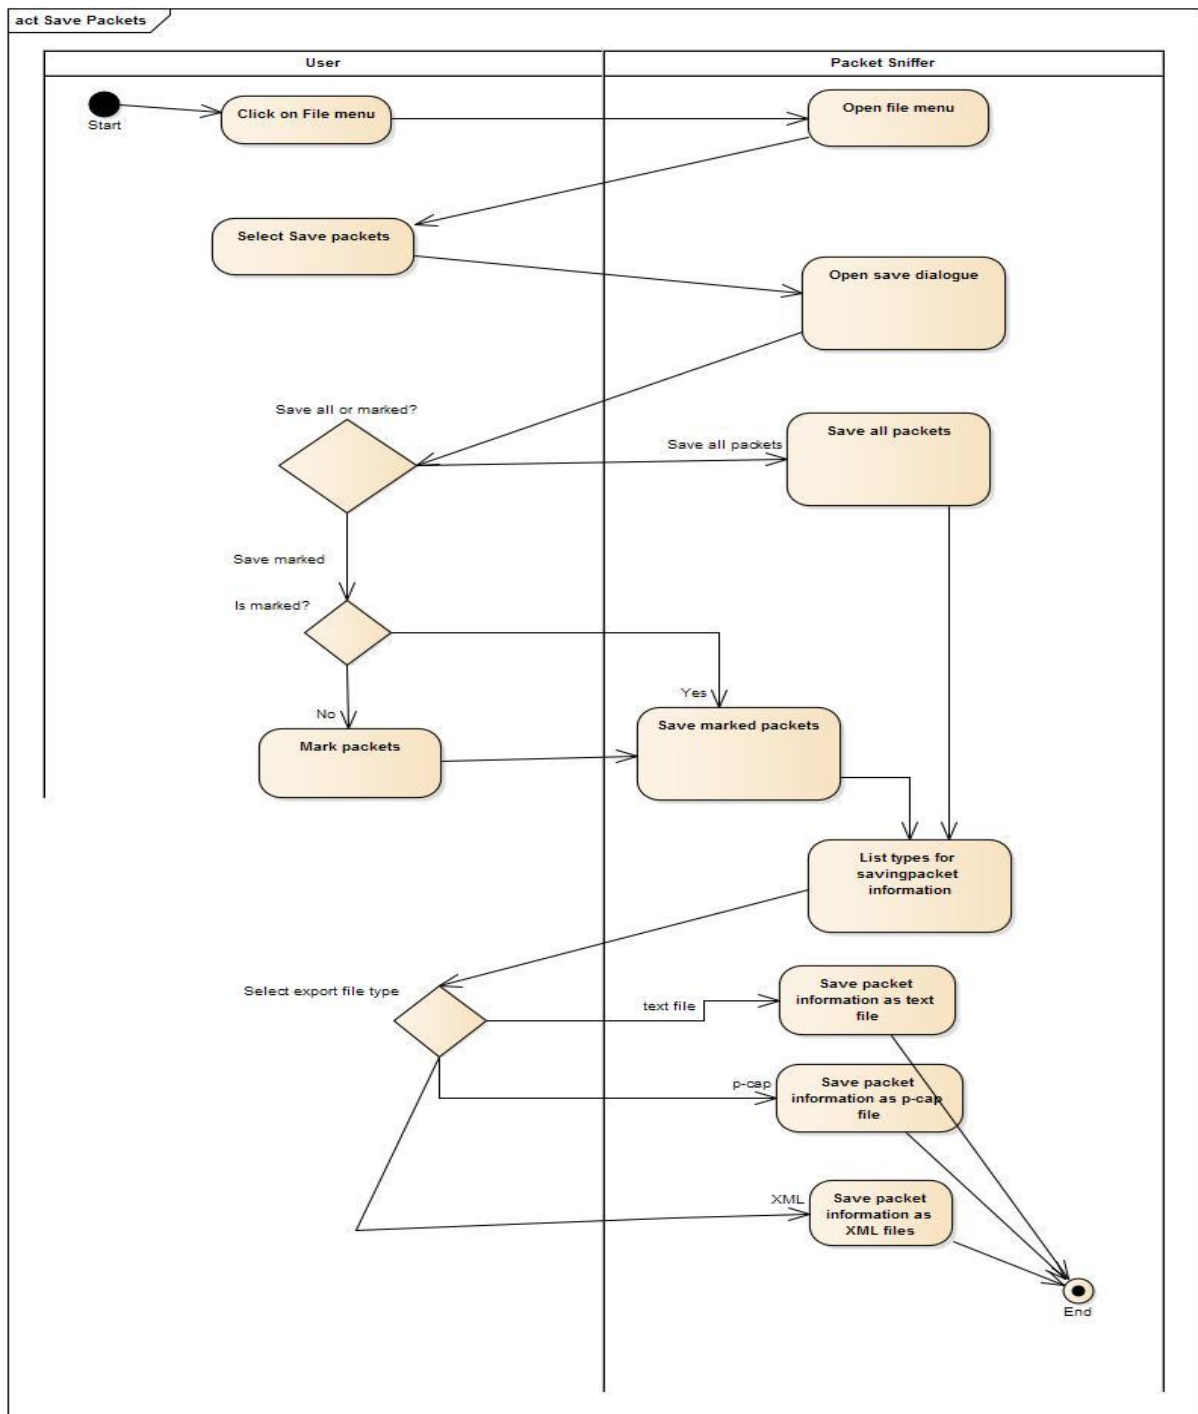 act Save Packets
User
Packet Sniffer
Start
Click on File menu
Open file menu
Select Save packets
Open save dialogue
Save all or marked?
Save all packets
Save all packets
Save marked
Is marked?
Yes
No
Mark packets
Save marked packets
List types for
savingpacket
information
Select export file type
text file
Save packet
information as text
file
p-cap
Save packet
information as p-cap
file
XML
Save packet
information as
XML files
End